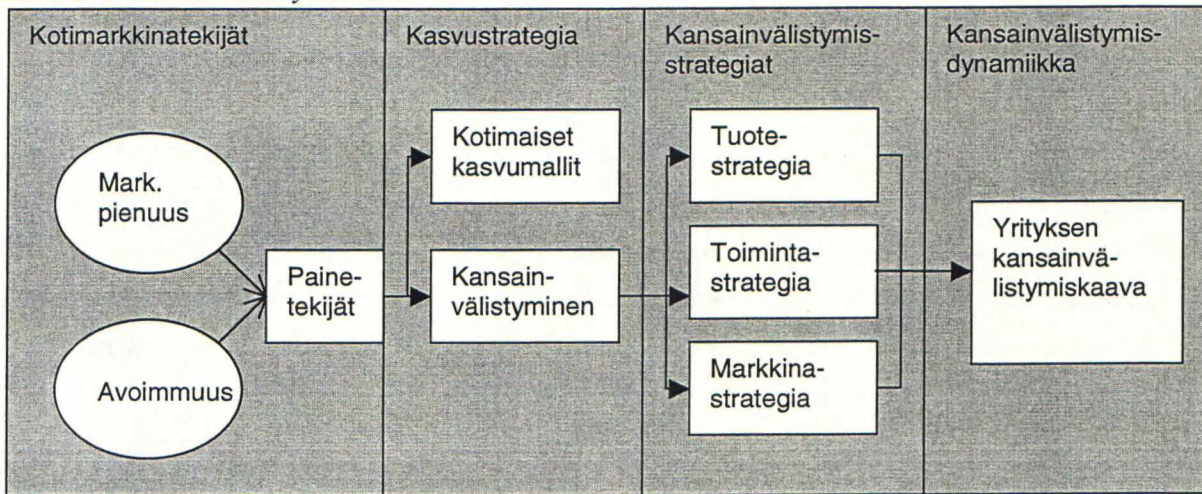 Kotimarkkinatekijät
Mark.
pienuus
Avoimmuus
Paine-
tekijät
Kasvustrategia
Kotimaiset
kasvumallit
Kansain-
välistyminen
Kansainvälistymis-
strategiat
Tuote-
strategia
Toiminta-
strategia
Markkina-
strategia
Kansainvälistymis-
dynamiikka
Yrityksen
kansainvä-
listymiskaava